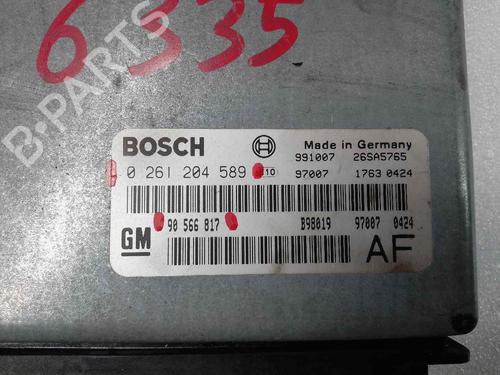 6335
B-PARTS
BOSCH Made in Germany
991007 26SA5765
0 261 204 589 10 97007 1763 0424
90 566 817 B98019 97007 0424
GM AF